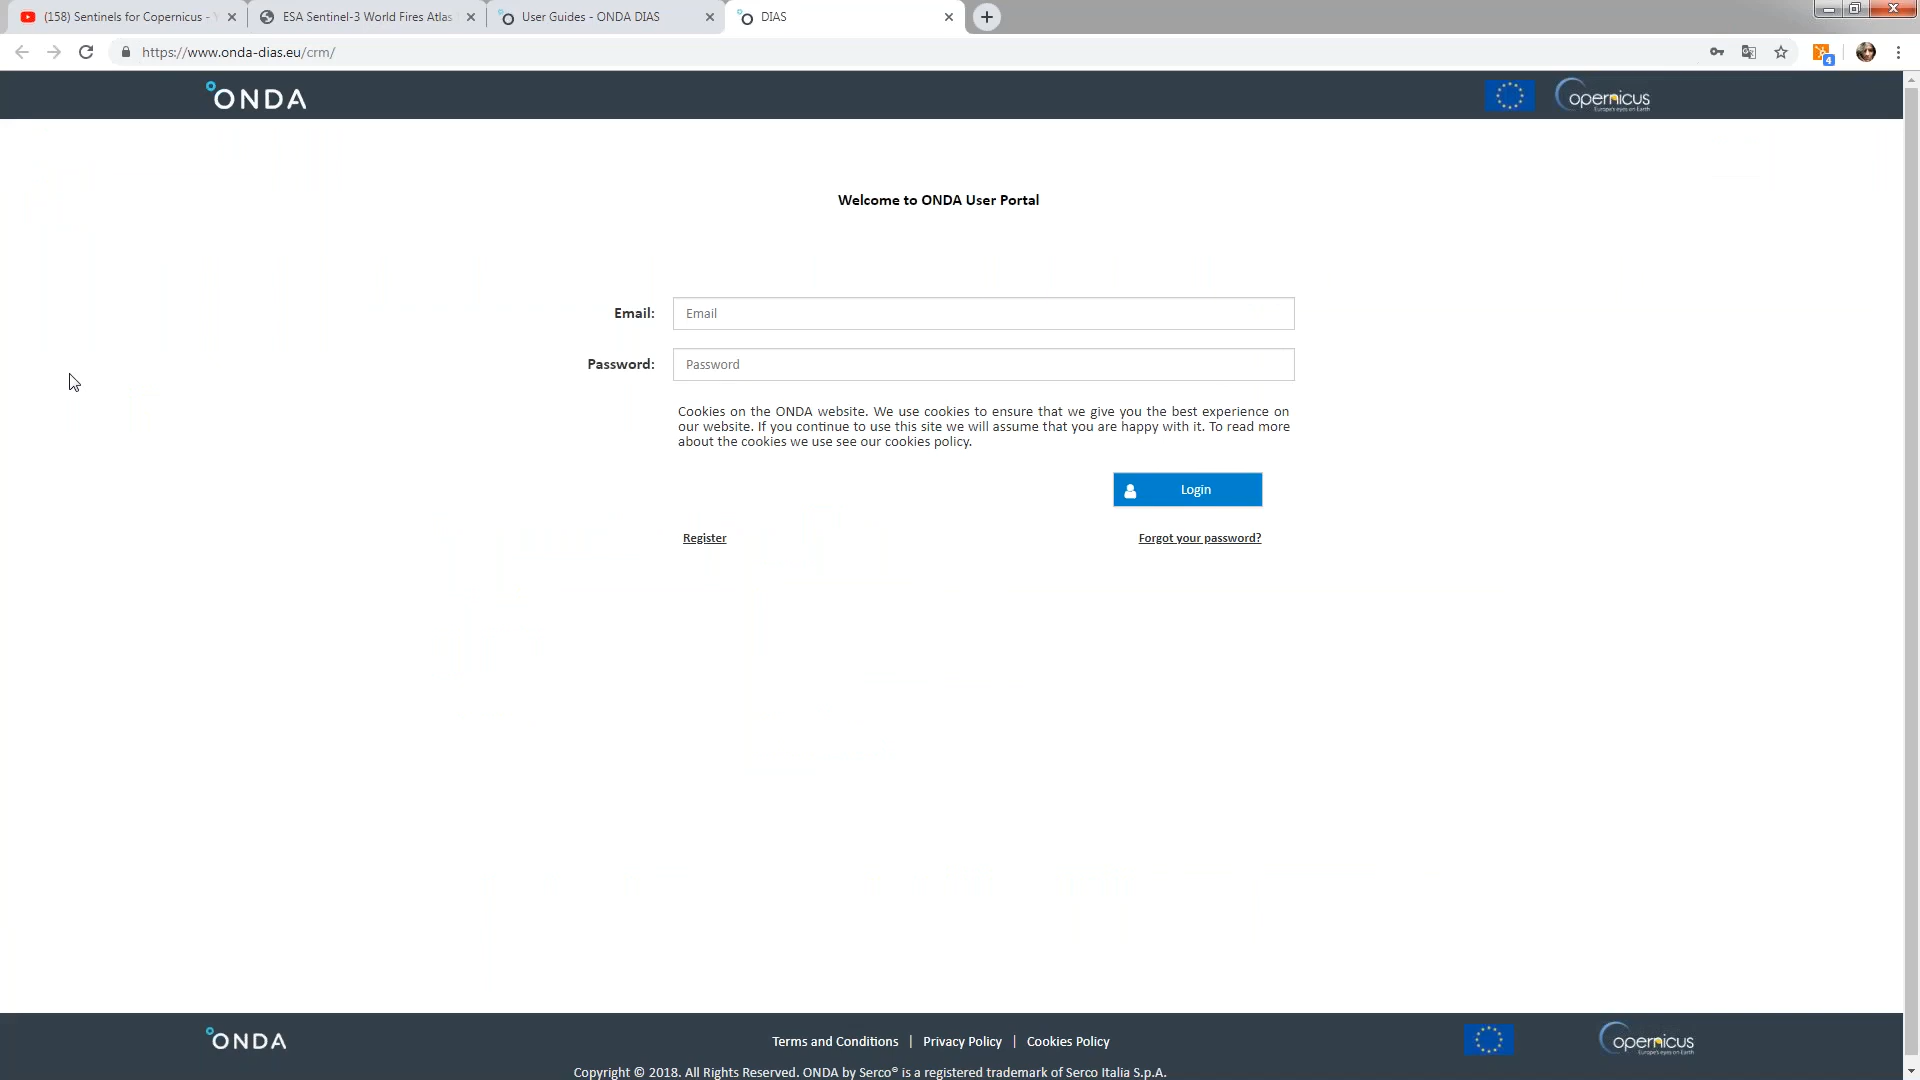 (158) Sentinels for Copernicus -
ESA Sentinel-3 World Fires Atlas
User Guides - ONDA DIAS
DIAS
https://www.onda-dias.eu/crm/
4
ONDA
opernicus
Europe's eyes on Earth
Welcome to ONDA User Portal
Email:
Email
Password:
Password
Cookies on the ONDA website. We use cookies to ensure that we give you the best experience on
our website. If you continue to use this site we will assume that you are happy with it. To read more
about the cookies we use see our cookies policy.
Login
Register
Forgot your password?
ONDA
Terms and Conditions | Privacy Policy | Cookies Policy
opernicus
Europe's eyes on Earth
Copyright © 2018. All Rights Reserved. ONDA by Serco® is a registered trademark of Serco Italia S.p.A.